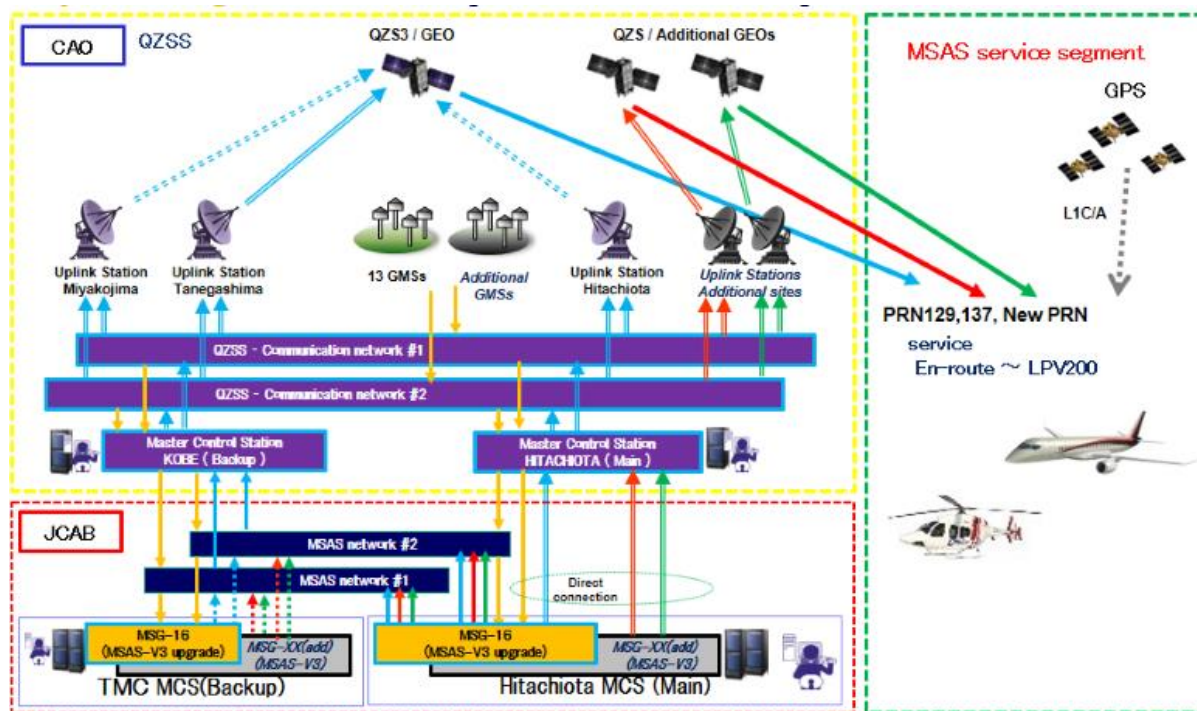 CAO
QZSS
QZS3 / GEO
QZS / Additional GEOs
MSAS service segment
GPS
L1C/A
Uplink Station
Miyakojima
Uplink Station
Tanegashima
13 GMSs
Additional
GMSs
Uplink Station
Hitachiota
Uplink Stations
Additional sites
PRN129,137, New PRN
service
En-route ～ LPV200
QZSS - Communication network #1
QZSS - Communication network #2
Master Control Station
KOBE ( Backup )
Master Control Station
HITACHIOTA ( Main )
JCAB
MSAS network #2
MSAS network #1
Direct
connection
MSG-16
(MSAS-V3 upgrade)
MSG-XX(add)
(MSAS-V3)
TMC MCS(Backup)
MSG-16
(MSAS-V3 upgrade)
MSG-XX(add)
(MSAS-V3)
Hitachiota MCS (Main)